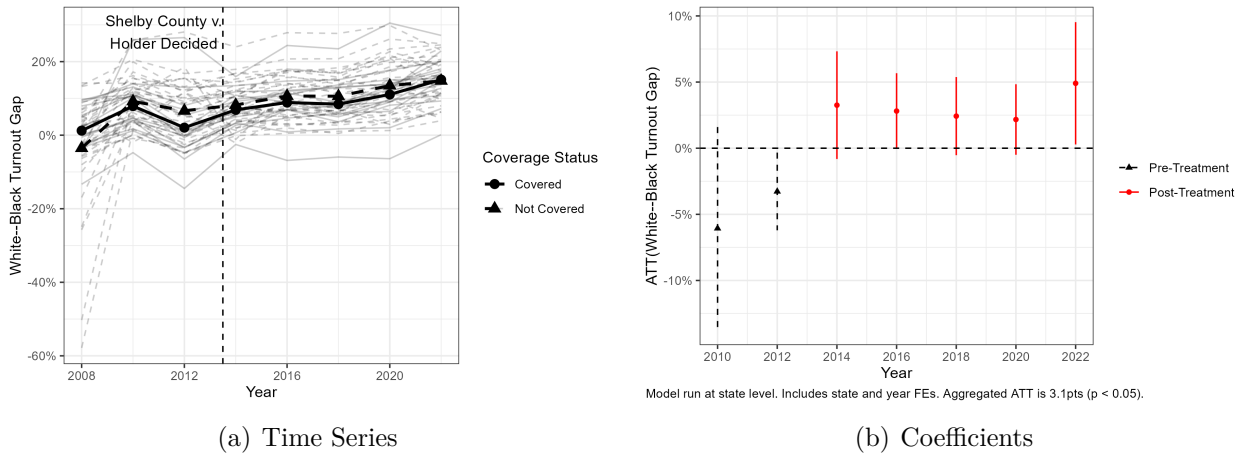 Shelby County v.
Holder Decided
20%
0%
-20%
-40%
-60%
White--Black Turnout Gap
2008
2012
2016
2020
Year
Coverage Status
Covered
Not Covered
(a) Time Series
10%
5%
0%
-5%
-10%
ATT(White--Black Turnout Gap)
2010
2012
2014
2016
2018
2020
2022
Year
Pre-Treatment
Post-Treatment
Model run at state level. Includes state and year FEs. Aggregated ATT is 3.1pts (p < 0.05).
(b) Coefficients